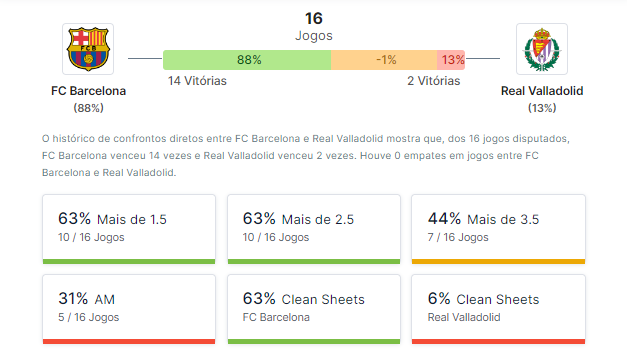 16
Jogos
88%
-1%
13%
14 Vitórias
2 Vitórias
FCB
FC Barcelona
(88%)
Real Valladolid
(13%)
O histórico de confrontos diretos entre FC Barcelona e Real Valladolid mostra que, dos 16 jogos disputados,
FC Barcelona venceu 14 vezes e Real Valladolid venceu 2 vezes. Houve 0 empates em jogos entre FC
Barcelona e Real Valladolid.
63% Mais de 1.5
10 / 16 Jogos
63% Mais de 2.5
10 / 16 Jogos
44% Mais de 3.5
7 / 16 Jogos
31% AM
5 / 16 Jogos
63% Clean Sheets
FC Barcelona
6% Clean Sheets
Real Valladolid